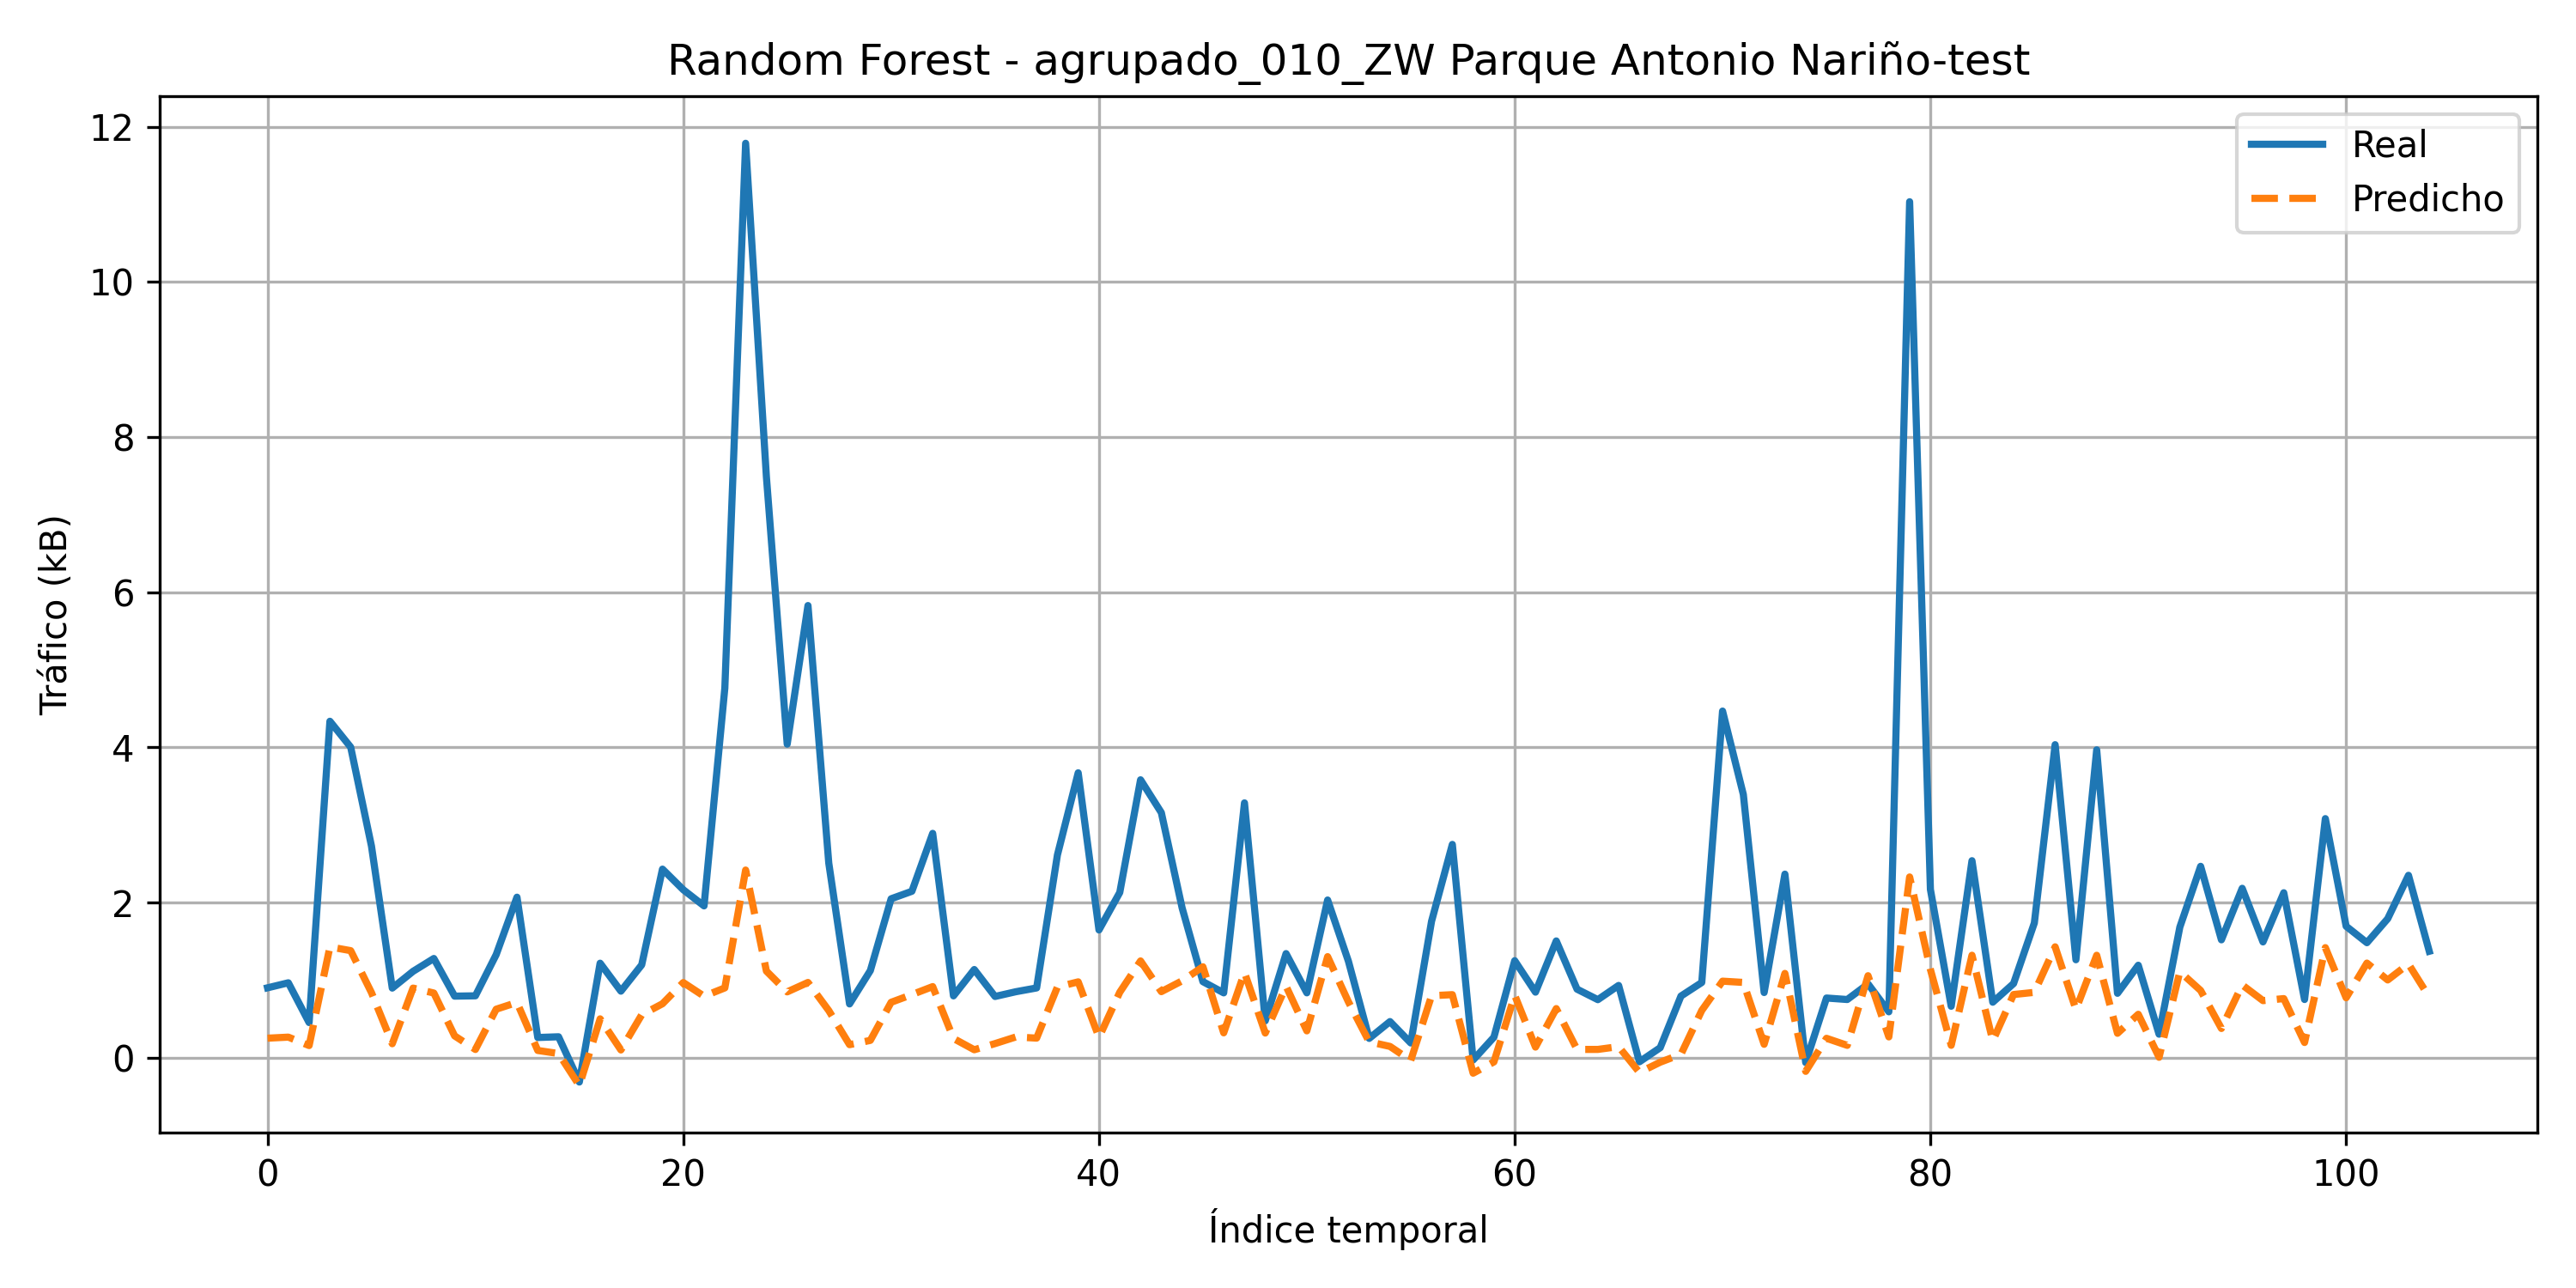 Random Forest - agrupado_010_ZW Parque Antonio Nariño-test
12
10
8
6
4
2
0
Tráfico (kB)
Real
Predicho
0 20 40 60 80 100
Índice temporal